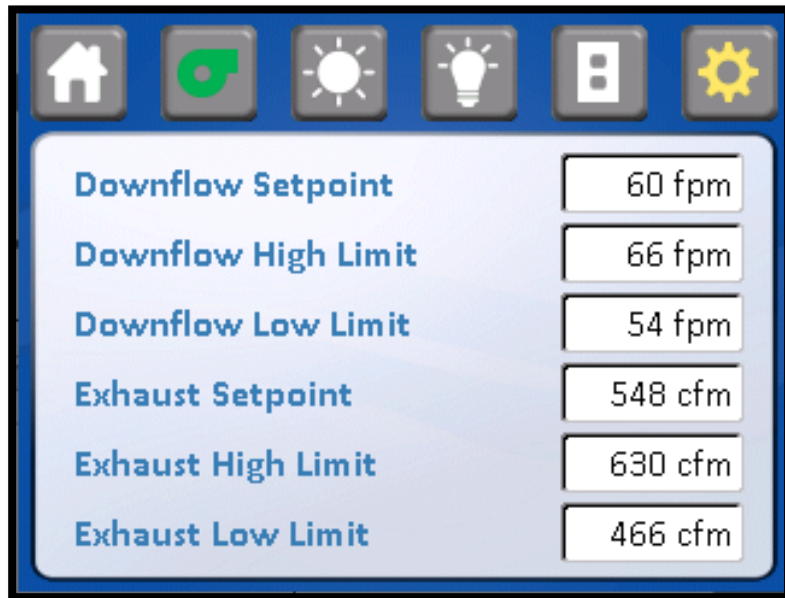 Downflow Setpoint 60 fpm
Downflow High Limit 66 fpm
Downflow Low Limit 54 fpm
Exhaust Setpoint 548 cfm
Exhaust High Limit 630 cfm
Exhaust Low Limit 466 cfm